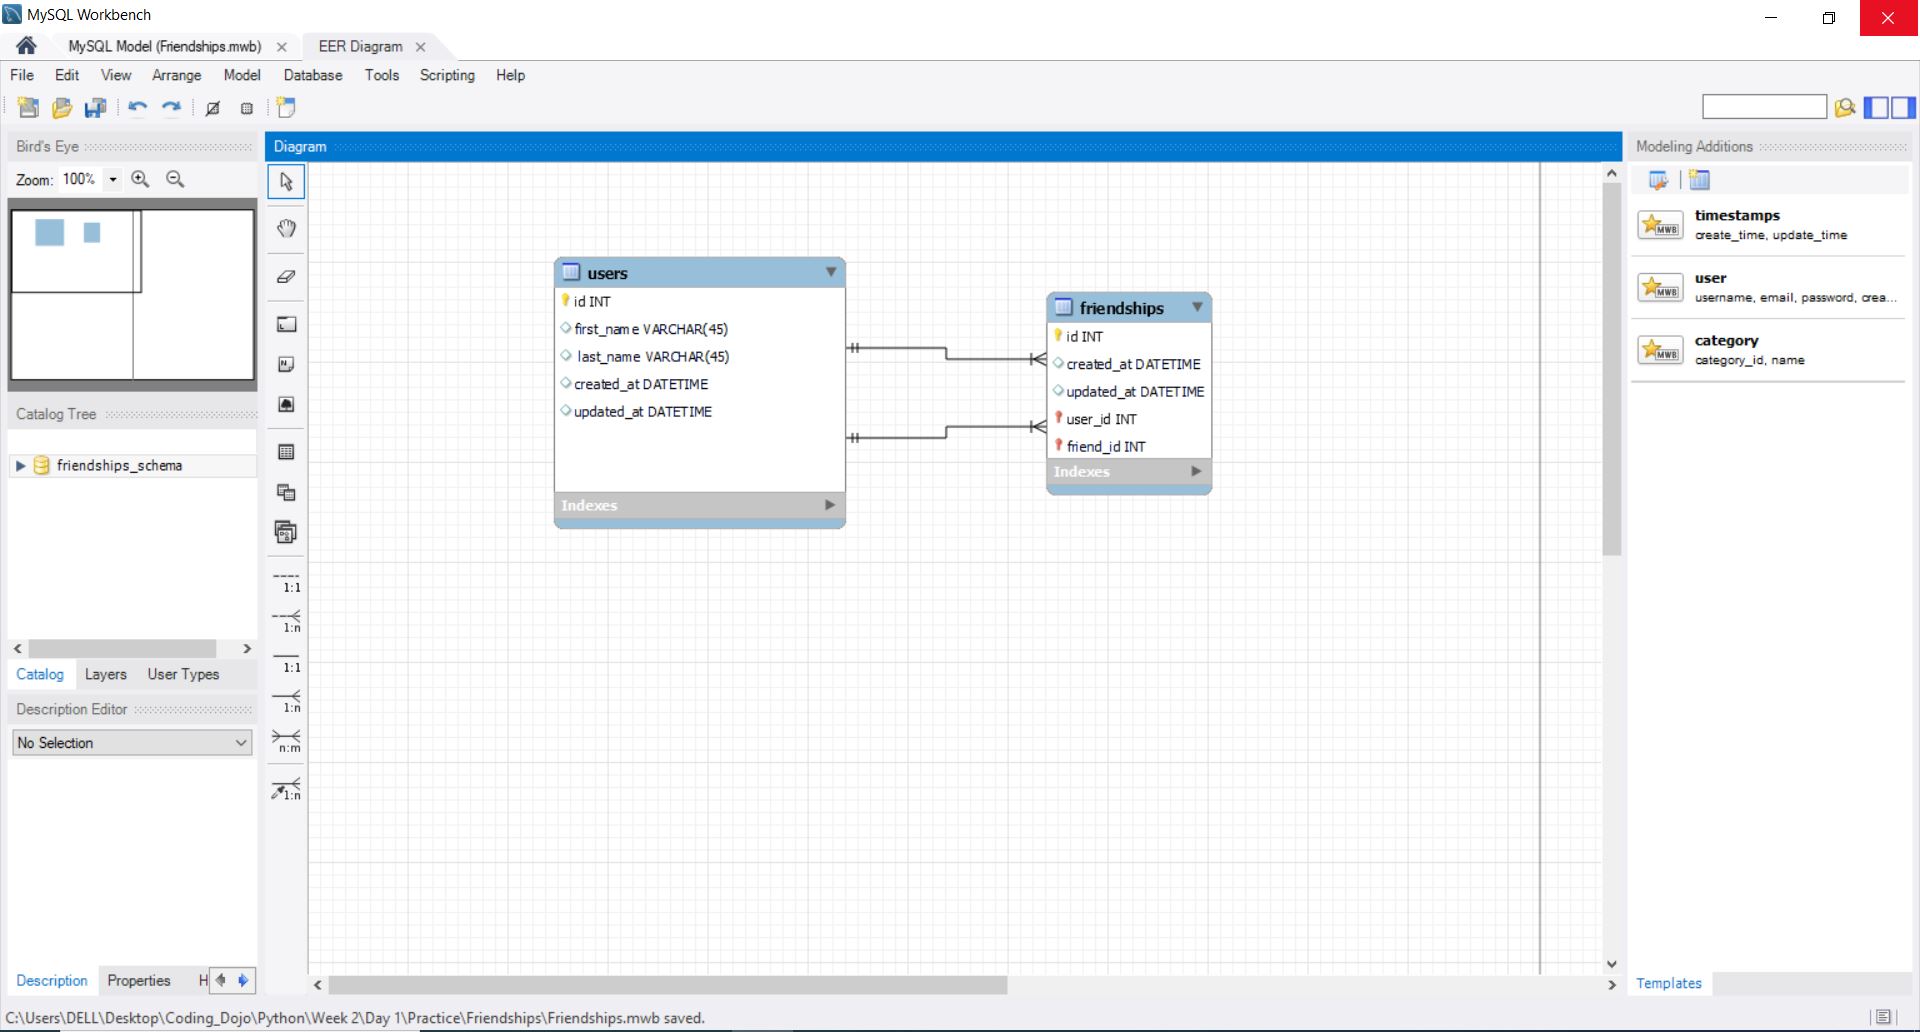 MySQL Workbench
MySQL Model (Friendships.mwb)
EER Diagram
File Edit View Arrange Model Database Tools Scripting Help
Bird's Eye
Zoom: 100%
Catalog Tree
friendships_schema
Catalog Layers User Types
Description Editor
No Selection
Description Properties H
Diagram
1:1
1:n
1:1
1:n
n:m
1:n
users
id INT
first_name VARCHAR(45)
last_name VARCHAR(45)
created_at DATETIME
updated_at DATETIME
Indexes
friendships
id INT
created_at DATETIME
updated_at DATETIME
user_id INT
friend_id INT
Indexes
Modeling Additions
MWB
timestamps
create_time, update_time
MWB
user
username, email, password, crea...
MWB
category
category_id, name
Templates
C:\Users\DELL\Desktop\Coding_Dojo\Python\Week 2\Day 1\Practice\Friendships\Friendships.mwb saved.